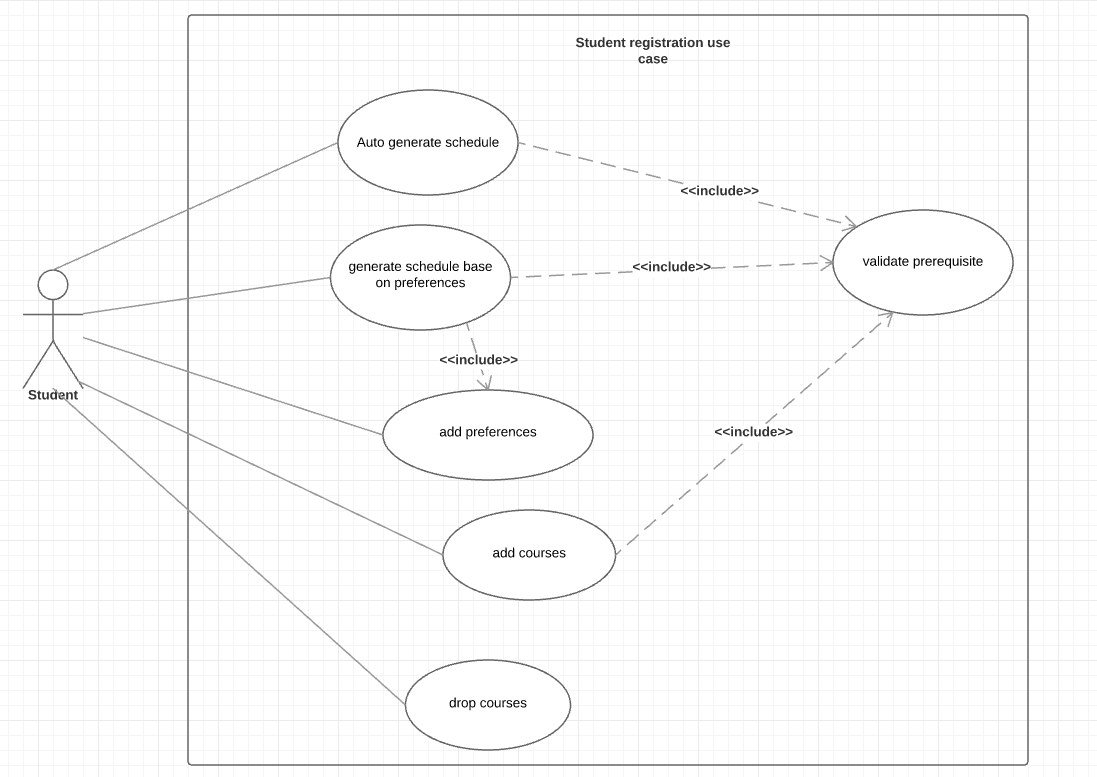 Student registration use
case
Auto generate schedule
<<include>>
generate schedule base
on preferences
<<include>>
validate prerequisite
<<include>>
Student
add preferences
<<include>>
add courses
drop courses